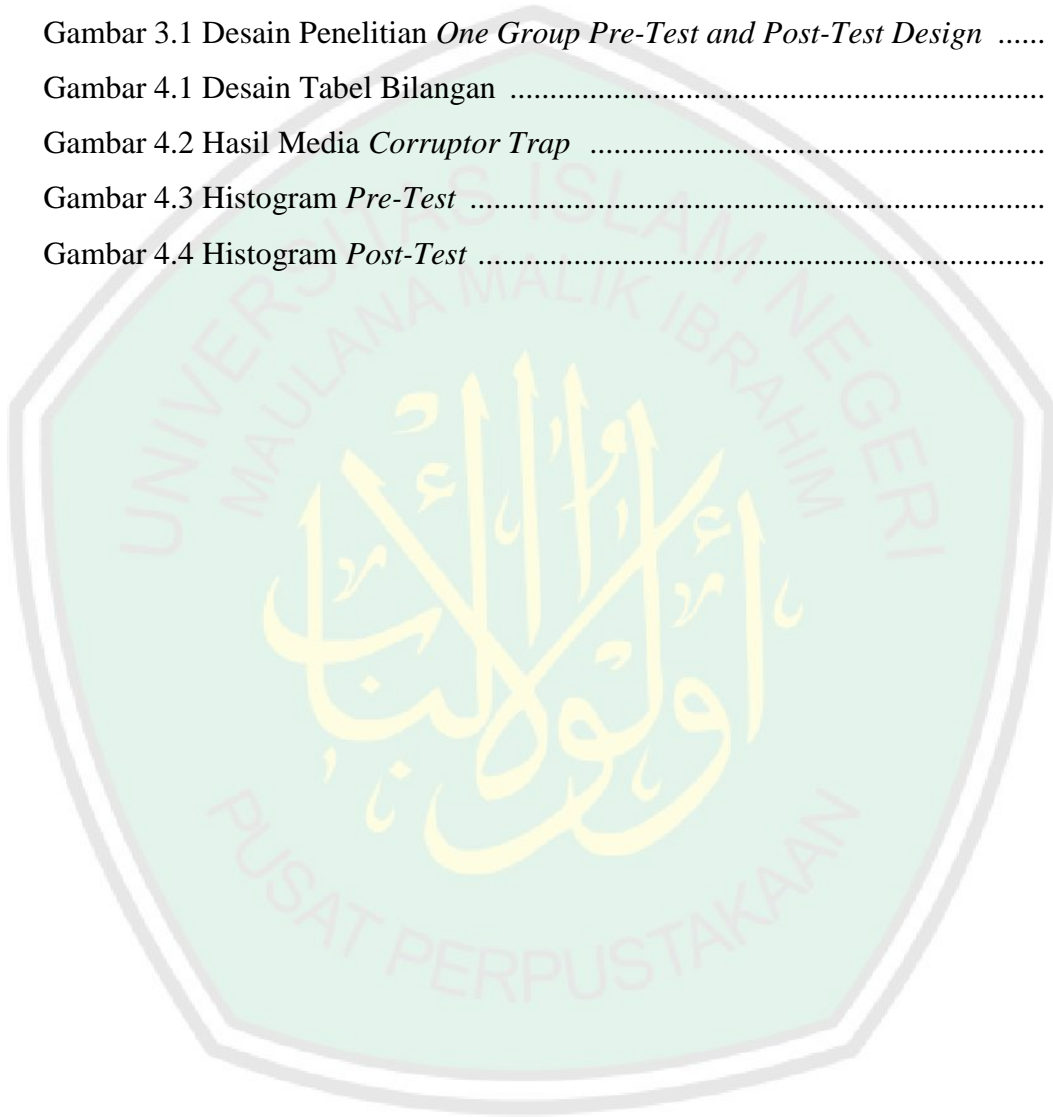 Gambar 3.1 Desain Penelitian One Group Pre-Test and Post-Test Design ......
Gambar 4.1 Desain Tabel Bilangan ....................................................................
Gambar 4.2 Hasil Media Corruptor Trap ..........................................................
Gambar 4.3 Histogram Pre-Test .........................................................................
Gambar 4.4 Histogram Post-Test ........................................................................
UNIVERSITAS ISLAM NEGERI
MAULANA MALIK IBRAHIM
أولوا الألباب
PUSAT PERPUSTAKAAN